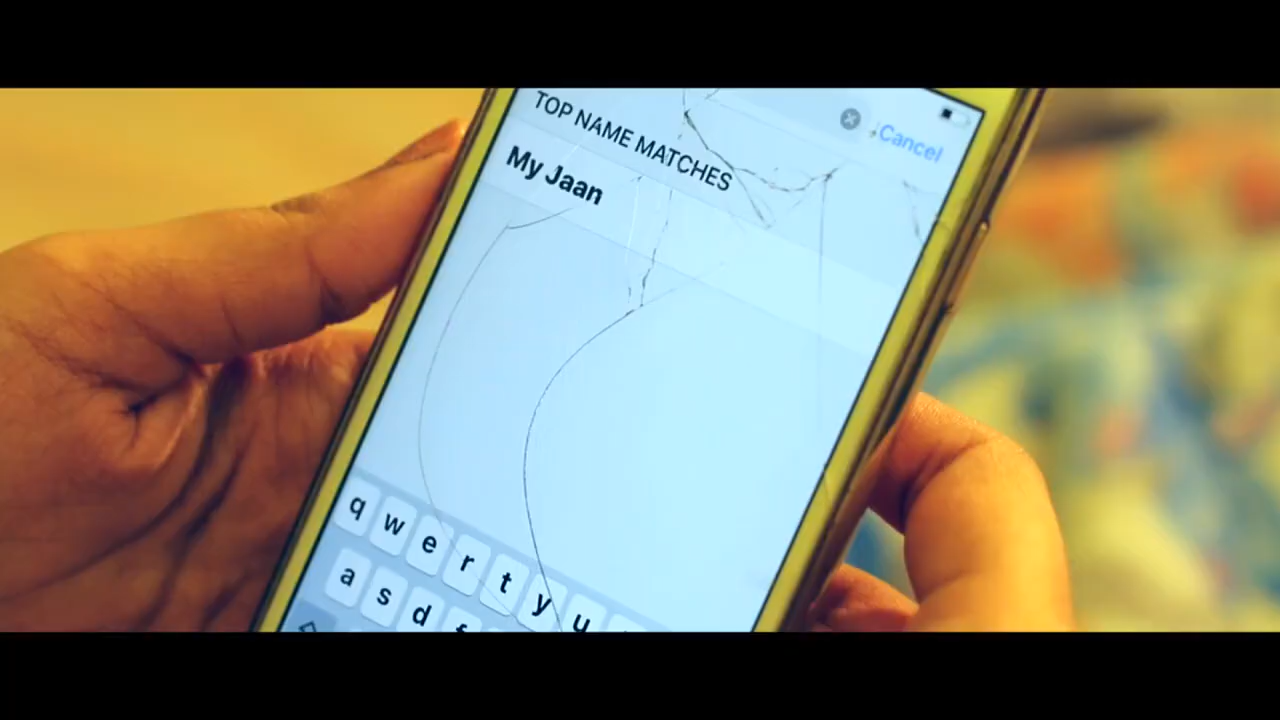 Cancel
TOP NAME MATCHES
My Jaan
q w e r t y u
a s d f